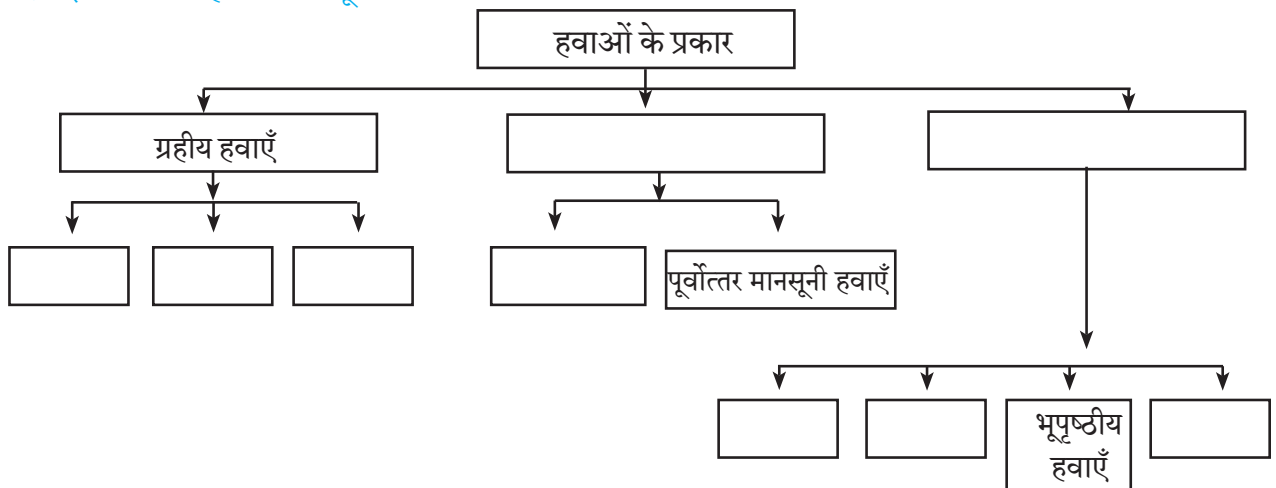 हवाओं के प्रकार
ग्रहीय हवाएँ
पूर्वोत्तर मानसूनी हवाएँ
भूपृष्ठीय
हवाएँ